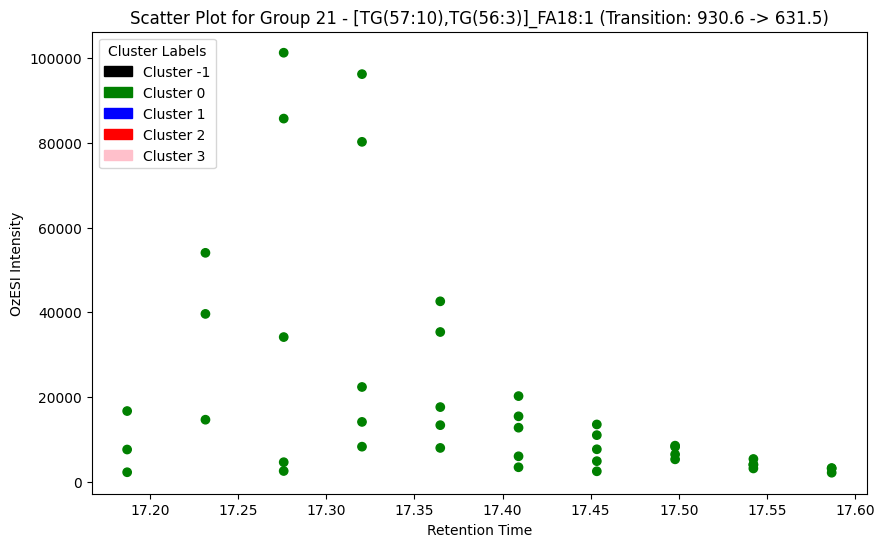 Scatter Plot for Group 21 - [TG(57:10),TG(56:3)]_FA18:1 (Transition: 930.6 -> 631.5)
Cluster Labels
Cluster -1
Cluster 0
Cluster 1
Cluster 2
Cluster 3
OzESI Intensity
100000
80000
60000
40000
20000
0
17.20 17.25 17.30 17.35 17.40 17.45 17.50 17.55 17.60
Retention Time